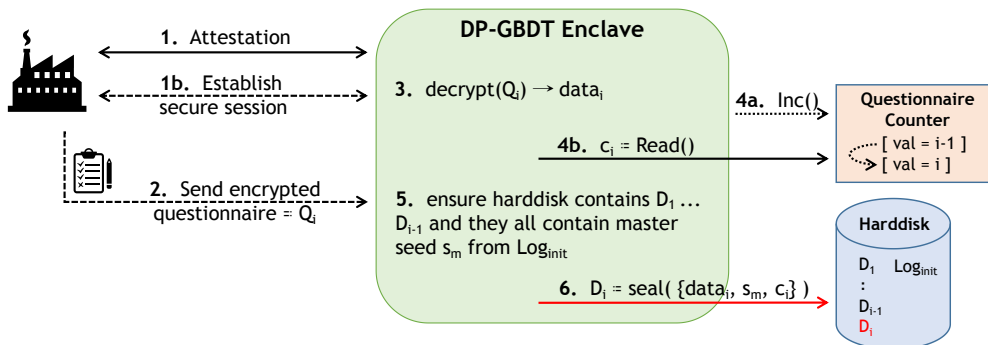 DP-GBDT Enclave
1. Attestation
1b. Establish
secure session
3. decrypt(Qᵢ) → dataᵢ
4a. Inc()
Questionnaire
Counter
[ val = i-1 ]
[ val = i ]
4b. cᵢ = Read()
2. Send encrypted
questionnaire = Qᵢ
5. ensure harddisk contains D₁ ...
Dᵢ₋₁ and they all contain master
seed sₘ from Logᵢₙᵢₜ
Harddisk
D₁ Logᵢₙᵢₜ
:
Dᵢ₋₁
Dᵢ
6. Dᵢ = seal( {dataᵢ, sₘ, cᵢ} )